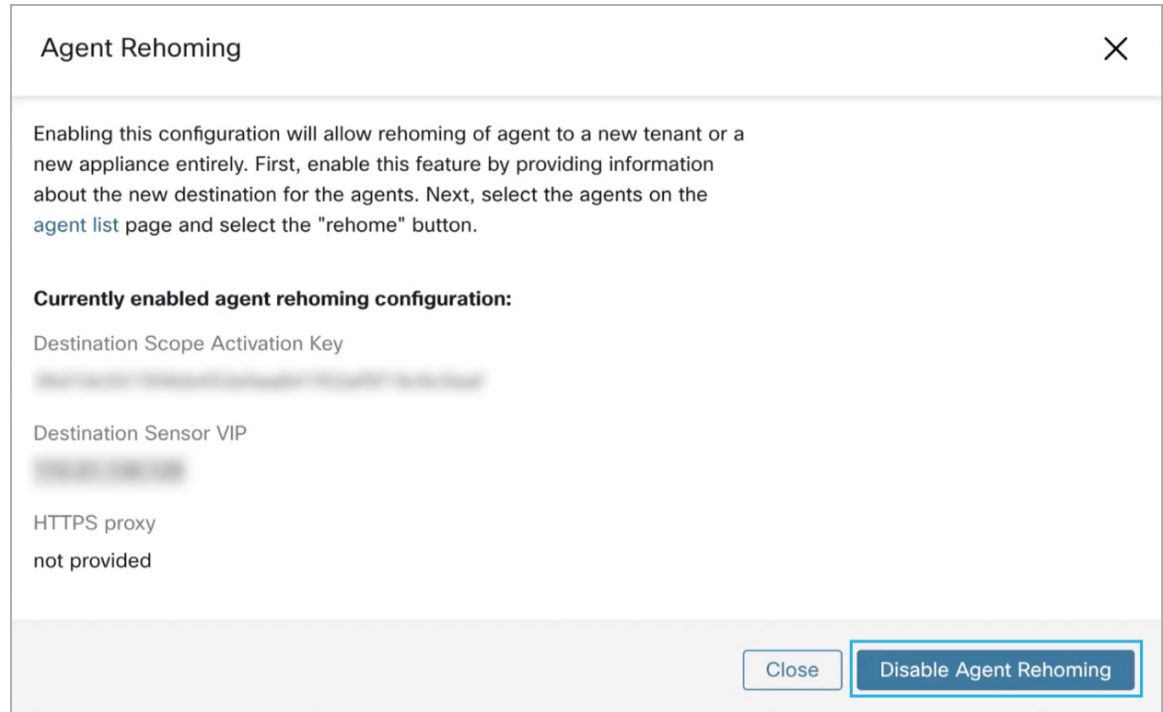 Agent Rehoming
Enabling this configuration will allow rehoming of agent to a new tenant or a
new appliance entirely. First, enable this feature by providing information
about the new destination for the agents. Next, select the agents on the
agent list page and select the "rehome" button.
Currently enabled agent rehoming configuration:
Destination Scope Activation Key
Destination Sensor VIP
HTTPS proxy
not provided
Close
Disable Agent Rehoming